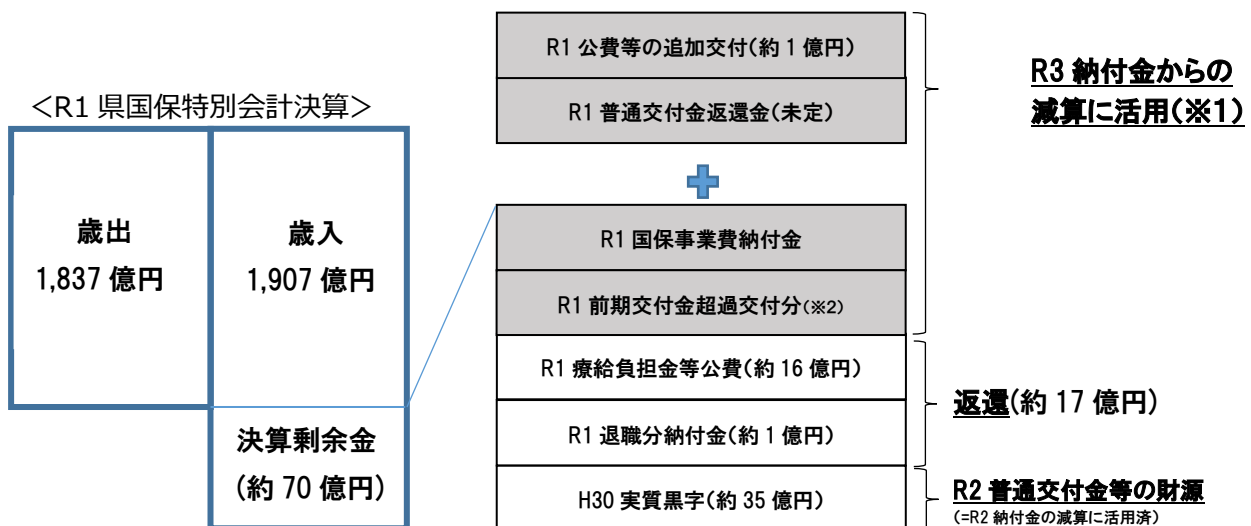 <R1 県国保特別会計決算>
歳出
1,837 億円
歳入
1,907 億円
決算剰余金
(約 70 億円)
R1 公費等の追加交付(約 1 億円)
R1 普通交付金返還金(未定)
R1 国保事業費納付金
R1 前期交付金超過交付分(※2)
R1 療給負担金等公費(約 16 億円)
R1 退職分納付金(約 1 億円)
H30 実質黒字(約 35 億円)
R3 納付金からの
減算に活用(※1)
返還(約 17 億円)
R2 普通交付金等の財源
(=R2 納付金の減算に活用済)